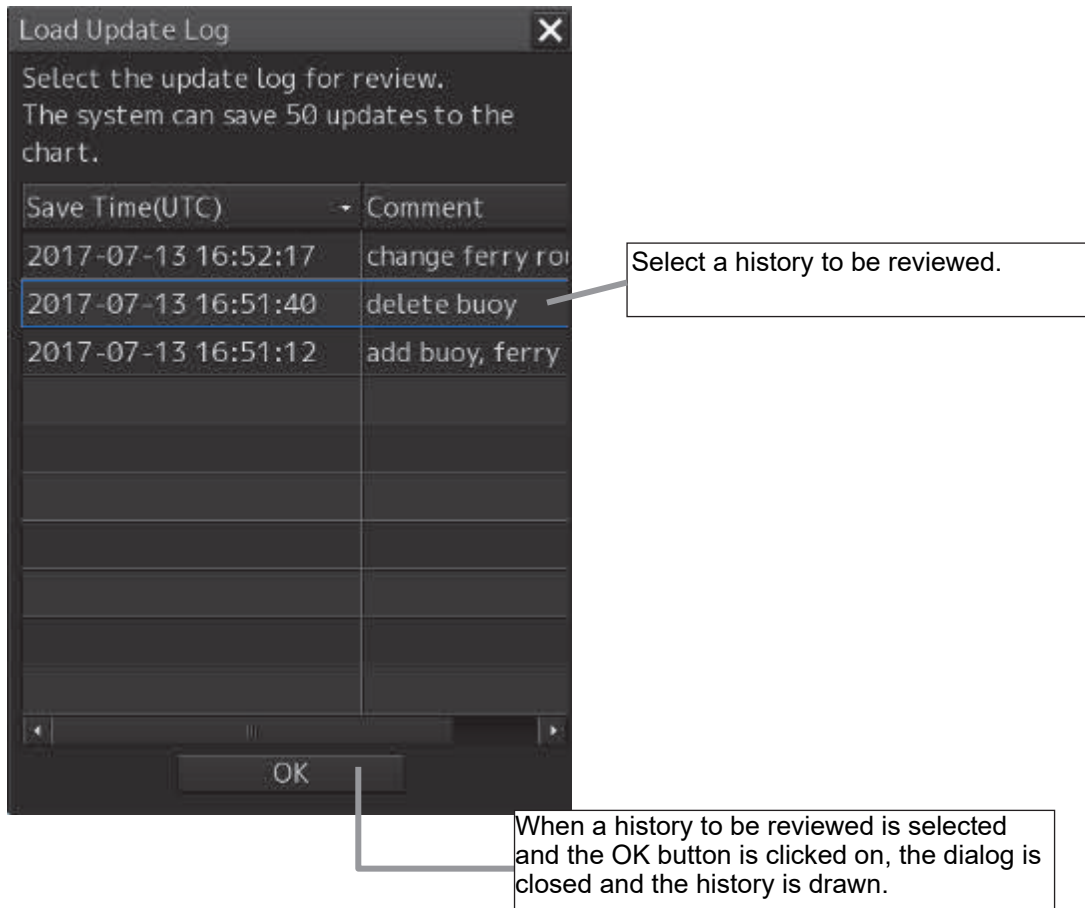 Load Update Log
Select the update log for review.
The system can save 50 updates to the
chart.
Save Time(UTC) Comment
2017-07-13 16:52:17 change ferry
2017-07-13 16:51:40 delete buoy
2017-07-13 16:51:12 add buoy, ferry
Select a history to be reviewed.
OK
When a history to be reviewed is selected
and the OK button is clicked on, the dialog is
closed and the history is drawn.